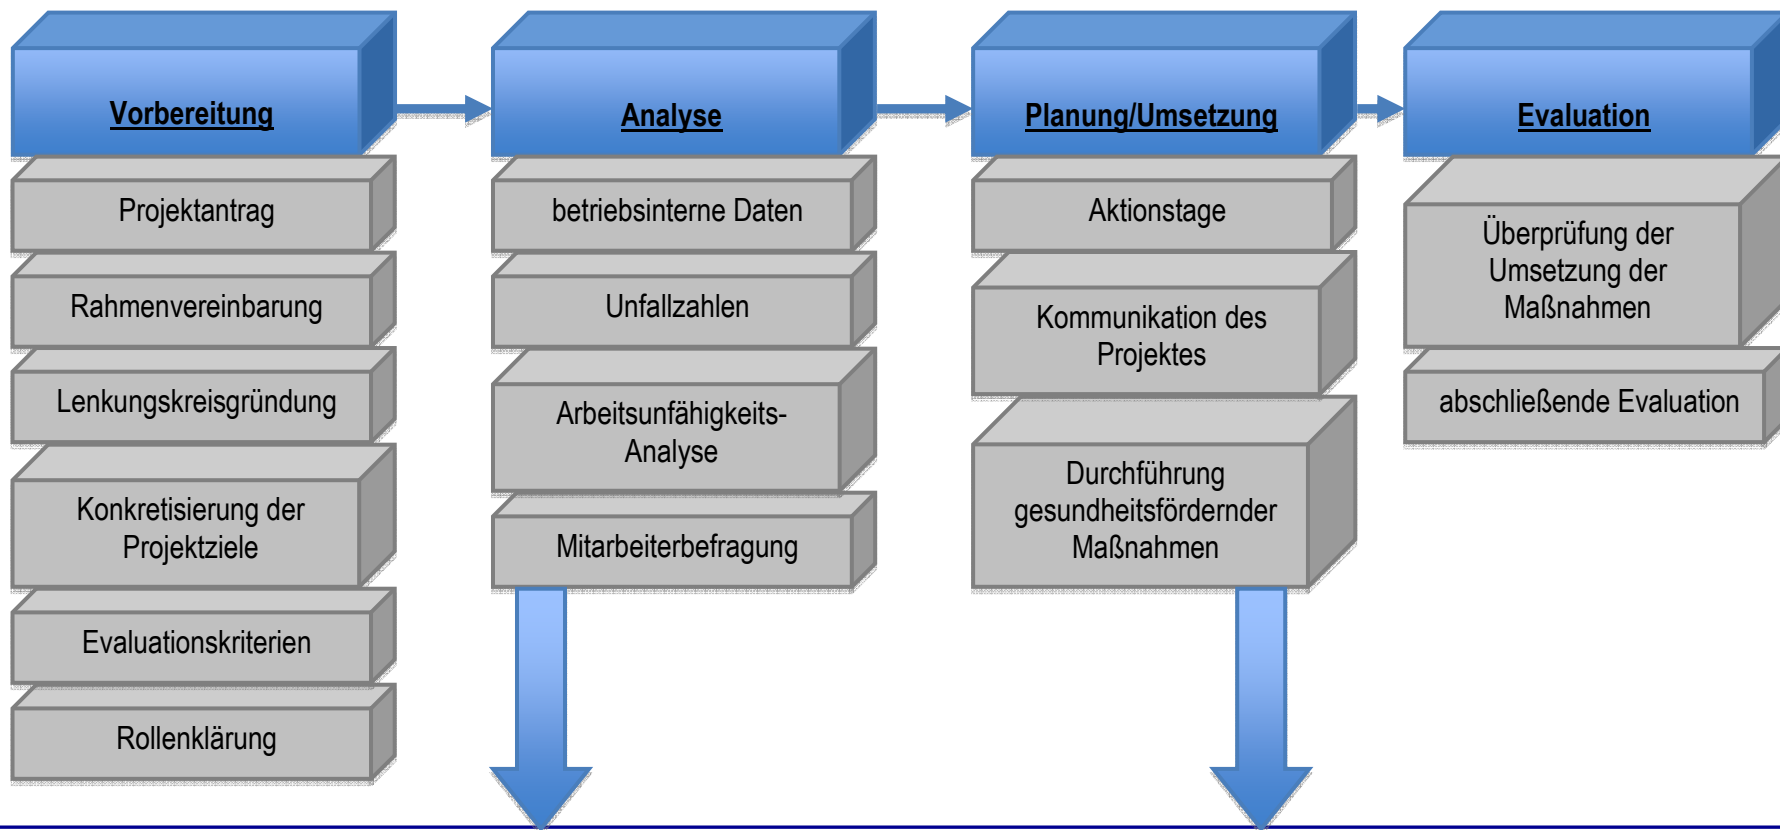 Vorbereitung
Projektantrag
Rahmenvereinbarung
Lenkungskreisgründung
Konkretisierung der
Projektziele
Evaluationskriterien
Rollenklärung
Analyse
betriebsinterne Daten
Unfallzahlen
Arbeitsunfähigkeits-
Analyse
Mitarbeiterbefragung
Planung/Umsetzung
Aktionstage
Kommunikation des
Projektes
Durchführung
gesundheitsfördernder
Maßnahmen
Evaluation
Überprüfung der
Umsetzung der
Maßnahmen
abschließende Evaluation